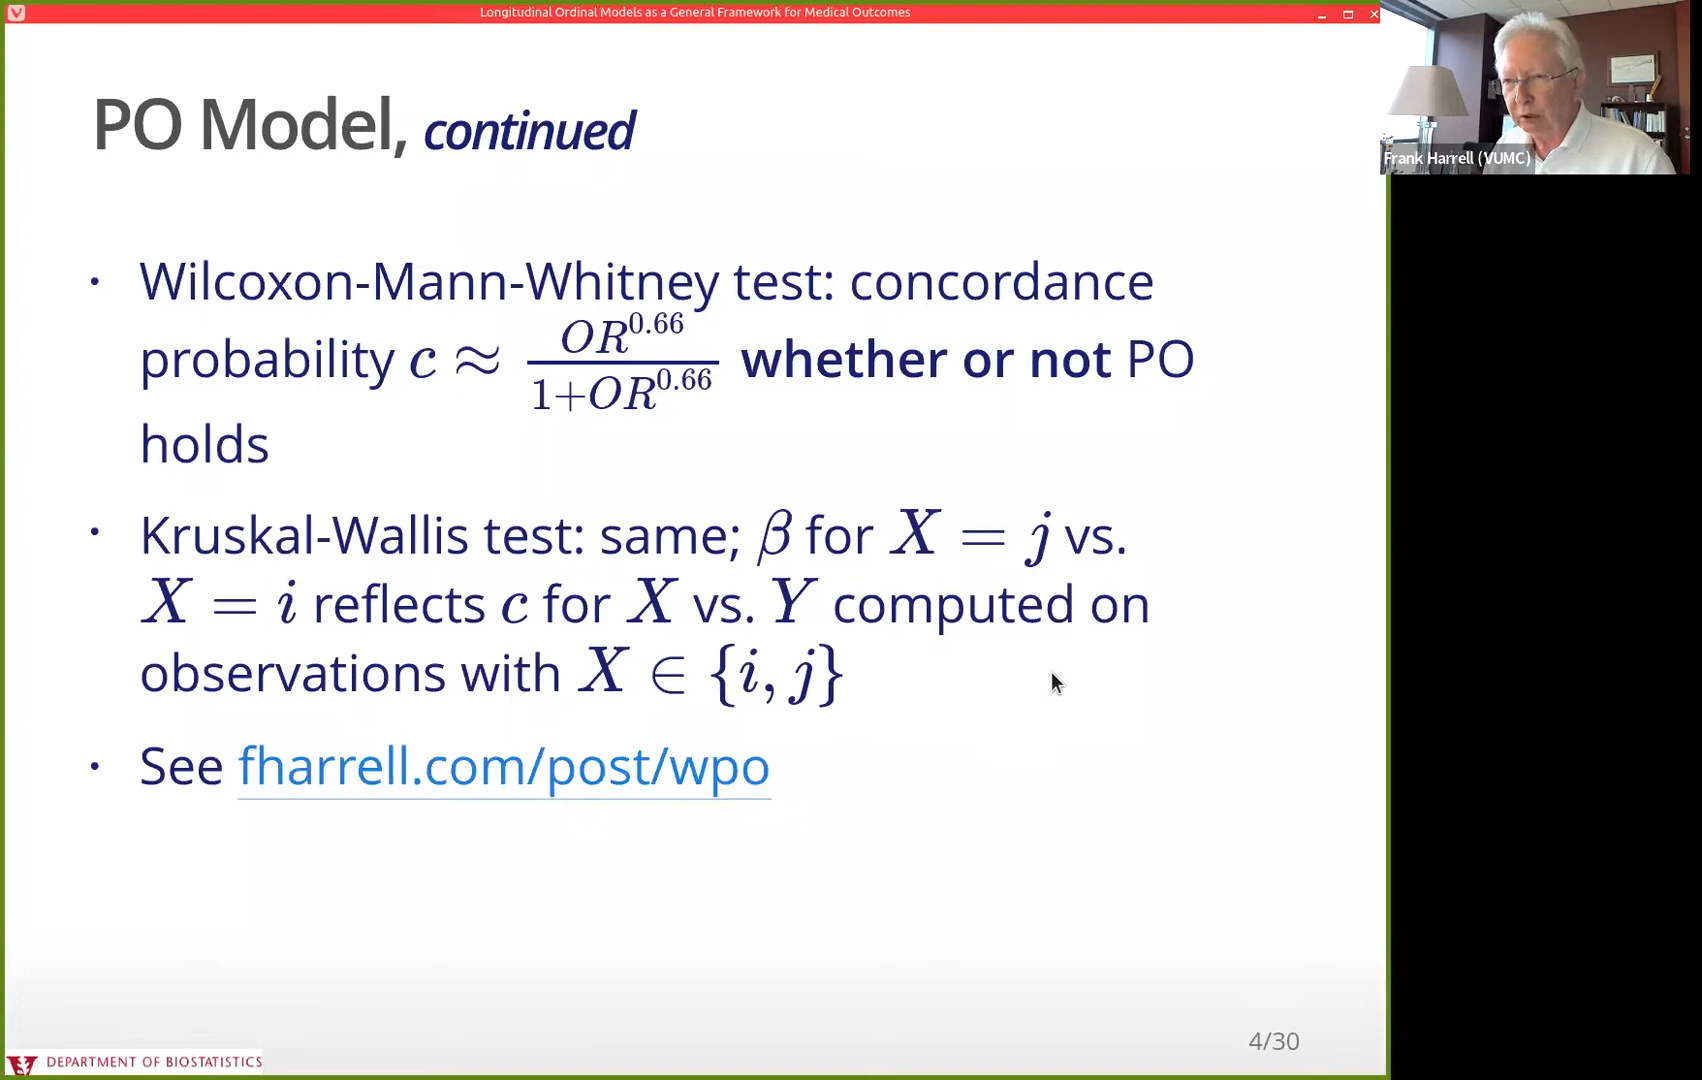 Longitudinal Ordinal Models as a General Framework for Medical Outcomes
Frank Harrell (VUMC)
PO Model, continued
• Wilcoxon-Mann-Whitney test: concordance
probability c ≈ OR^0.66 / 1+OR^0.66 whether or not PO
holds
• Kruskal-Wallis test: same; β for X = j vs.
X = i reflects c for X vs. Y computed on
observations with X ∈ {i, j}
• See fharrell.com/post/wpo
4/30
V DEPARTMENT OF BIOSTATISTICS